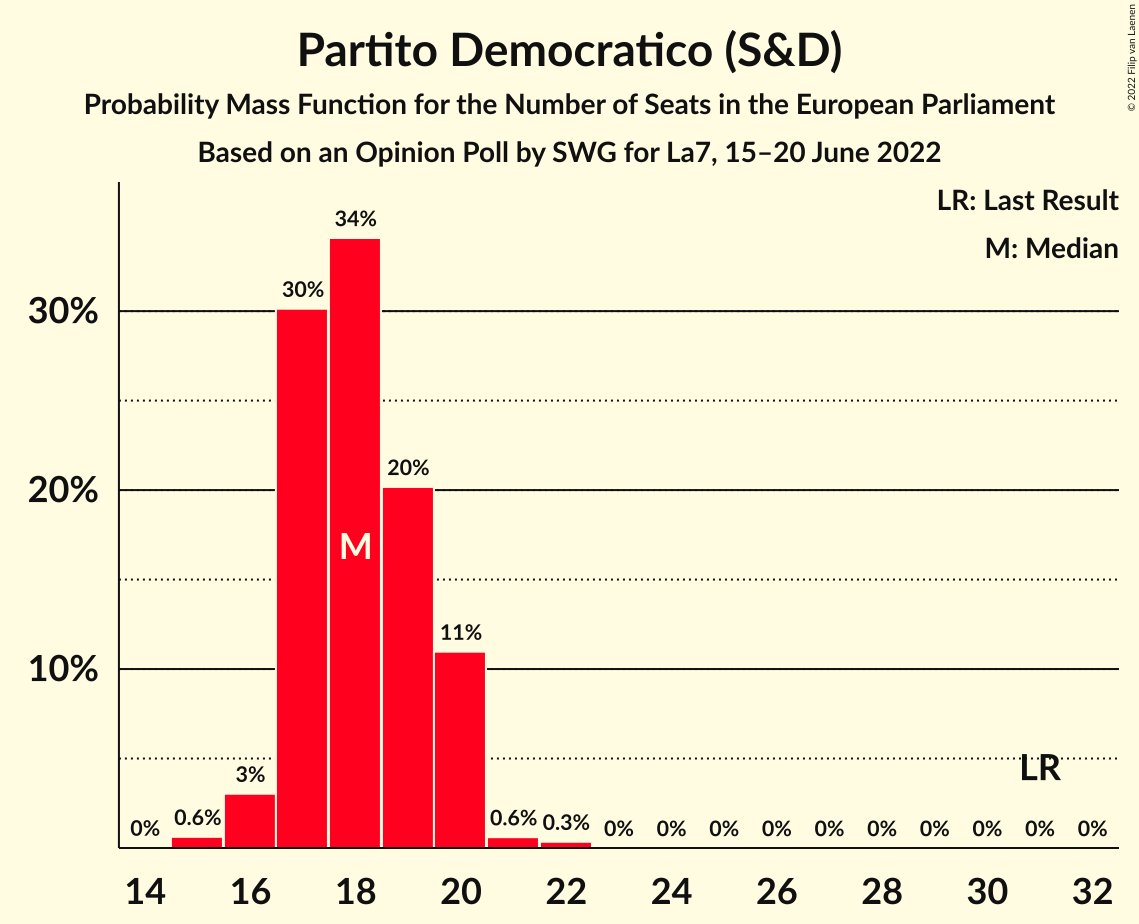 Partito Democratico (S&D)
Probability Mass Function for the Number of Seats in the European Parliament
Based on an Opinion Poll by SWG for La7, 15–20 June 2022
© 2022 Filip van Laenen
LR: Last Result
M: Median
34%
30%
30%
20%
20%
M
11%
10%
LR
3%
0% 0.6% 0.6% 0.3% 0% 0% 0% 0% 0% 0% 0% 0% 0% 0%
14 16 18 20 22 24 26 28 30 32